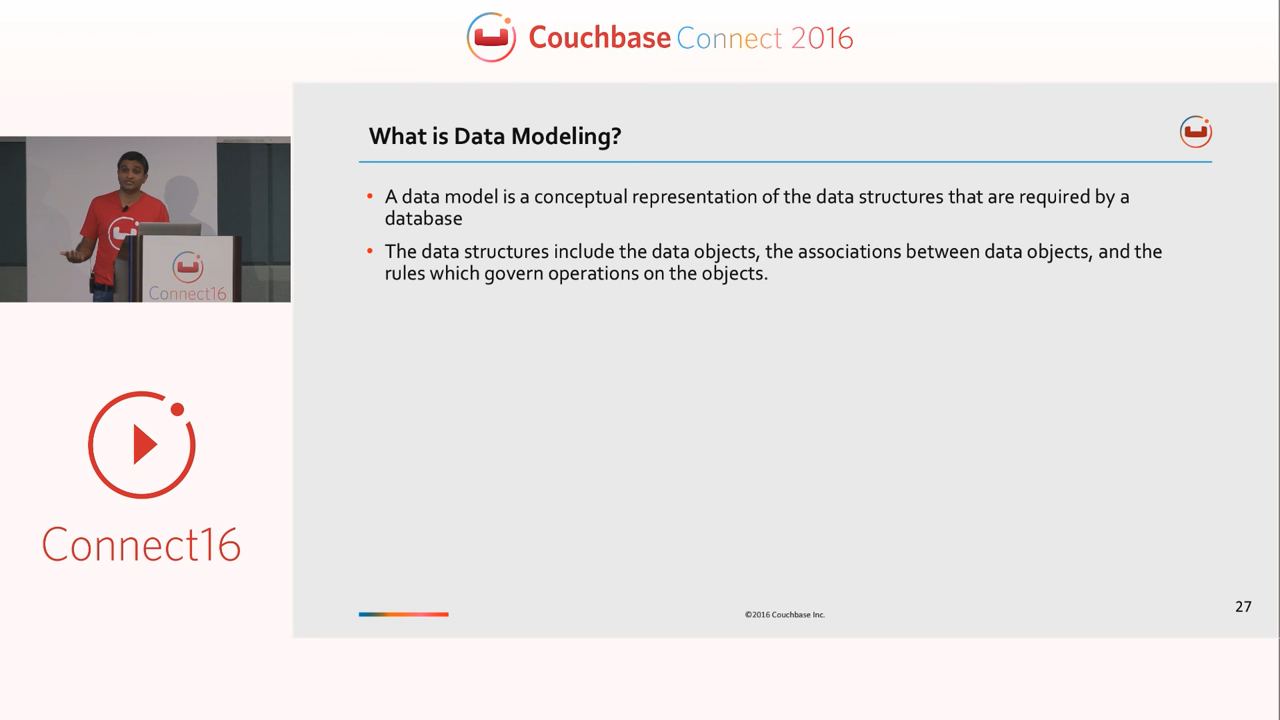 Couchbase Connect 2016
What is Data Modeling?
• A data model is a conceptual representation of the data structures that are required by a
database
• The data structures include the data objects, the associations between data objects, and the
rules which govern operations on the objects.
Connect16
Connect16
©2016 Couchbase Inc.
27